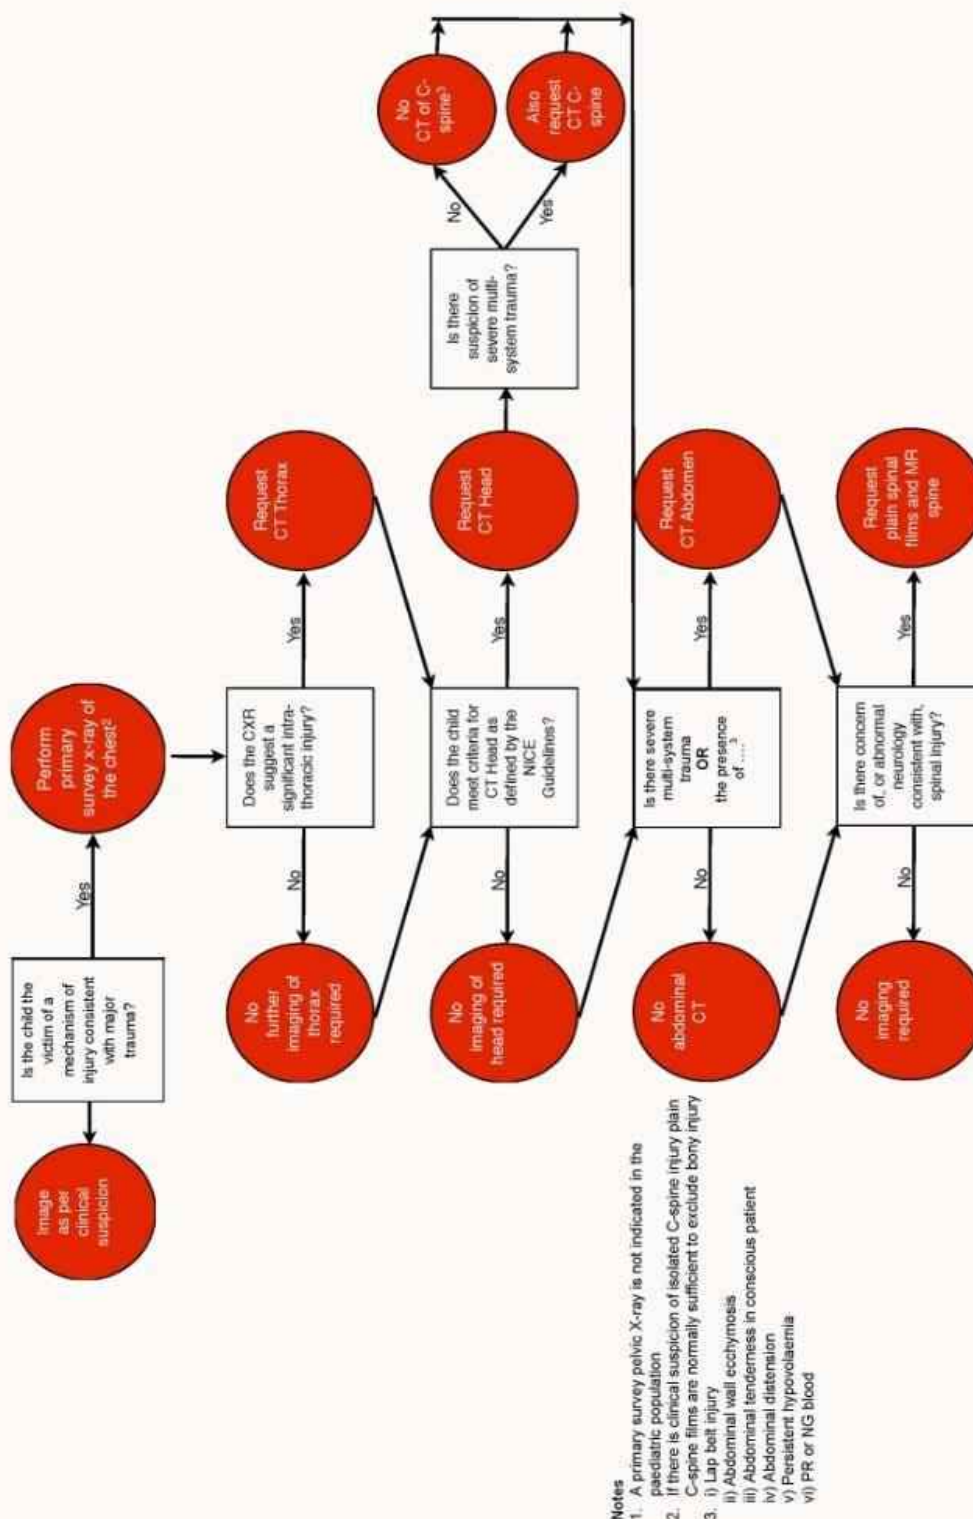 Is the child the
victim of a
mechanism of
injury consistent
with major
trauma?
Image
as per
clinical
suspicion
Yes
Perform
primary
survey x-ray of
the chest²
Does the CXR
suggest a
significant intra-
thoracic injury?
No
No
further
imaging of
thorax
required
Yes
Request
CT Thorax
Does the child
meet criteria for
CT Head as
defined by the
NICE
Guidelines?
No
No
imaging of
head required
Yes
Request
CT Head
Is there
suspicion of
severe multi-
system trauma?
No
No
CT of C-
spine³
Yes
Also
request
CT C-
spine
Is there severe
multi-system
trauma
OR
the presence
of ....³
No
No
abdominal
CT
Yes
Request
CT Abdomen
Is there concern
of, or abnormal
neurology
consistent with,
spinal injury?
No
No
imaging
required
Yes
Request
plain spinal
films and MR
spine
Notes
1. A primary survey pelvic X-ray is not indicated in the
paediatric population
2. If there is clinical suspicion of isolated C-spine injury plain
C-spine films are normally sufficient to exclude bony injury
3. i) Lap belt injury
ii) Abdominal wall ecchymosis
iii) Abdominal tenderness in conscious patient
iv) Abdominal distension
v) Persistent hypovolaemia
vi) PR or NG blood